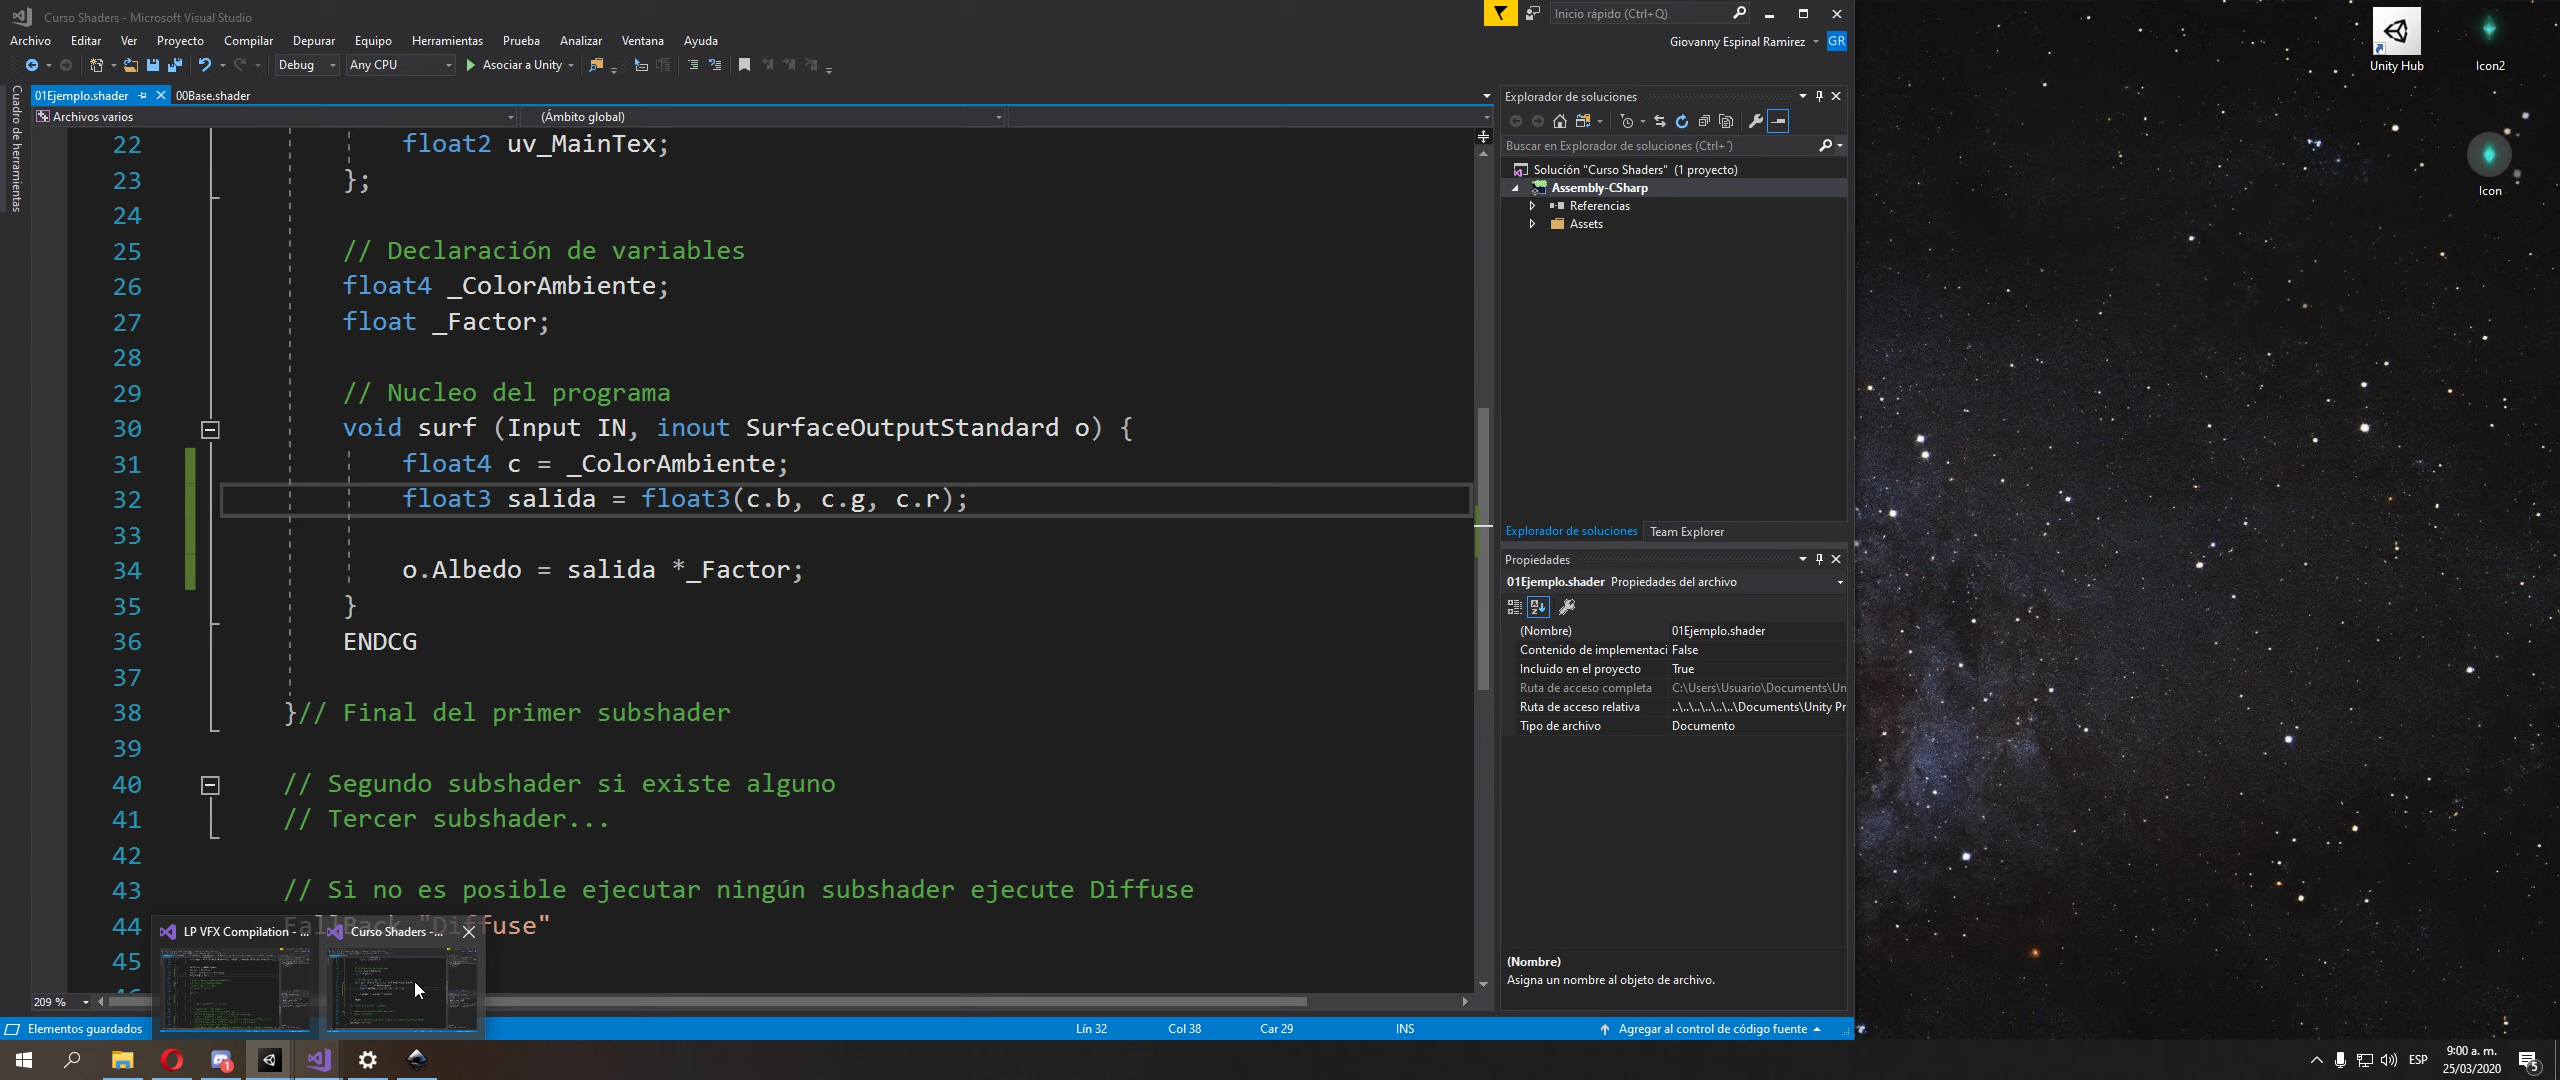 Curso Shaders - Microsoft Visual Studio
Inicio rápido (Ctrl+Q)
Archivo Editar Ver Proyecto Compilar Depurar Equipo Herramientas Prueba Analizar Ventana Ayuda
Giovanny Espinal Ramirez GR
Debug Any CPU Asociar a Unity
Cuadro de herramientas
01Ejemplo.shader 00Base.shader
Archivos varios (Ámbito global)
22 float2 uv_MainTex;
23 };
24
25 // Declaración de variables
26 float4 _ColorAmbiente;
27 float _Factor;
28
29 // Nucleo del programa
30 void surf (Input IN, inout SurfaceOutputStandard o) {
31 float4 c = _ColorAmbiente;
32 float3 salida = float3(c.b, c.g, c.r);
33
34 o.Albedo = salida *_Factor;
35 }
36 ENDCG
37
38 }// Final del primer subshader
39
40 // Segundo subshader si existe alguno
41 // Tercer subshader...
42
43 // Si no es posible ejecutar ningún subshader ejecute Diffuse
44 FallBack "Diffuse"
45
LP VFX Compilation - ... Curso Shaders -...
209 %
Elementos guardados Lín 32 Col 38 Car 29 INS Agregar al control de código fuente
Explorador de soluciones
Buscar en Explorador de soluciones (Ctrl+´)
Solución "Curso Shaders" (1 proyecto)
Assembly-CSharp
Referencias
Assets
Explorador de soluciones Team Explorer
Propiedades
01Ejemplo.shader Propiedades del archivo
(Nombre) 01Ejemplo.shader
Contenido de implementaci False
Incluido en el proyecto True
Ruta de acceso completa C:\Users\Usuario\Documents\Un
Ruta de acceso relativa ..\..\..\..\..\Documents\Unity Pr
Tipo de archivo Documento
(Nombre)
Asigna un nombre al objeto de archivo.
Unity Hub
Icon2
Icon
1
ESP
9:00 a. m.
25/03/2020
5